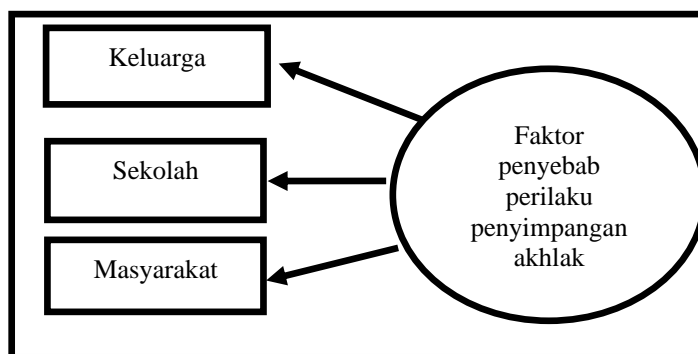 Keluarga
Sekolah
Masyarakat
Faktor
penyebab
perilaku
penyimpangan
akhlak